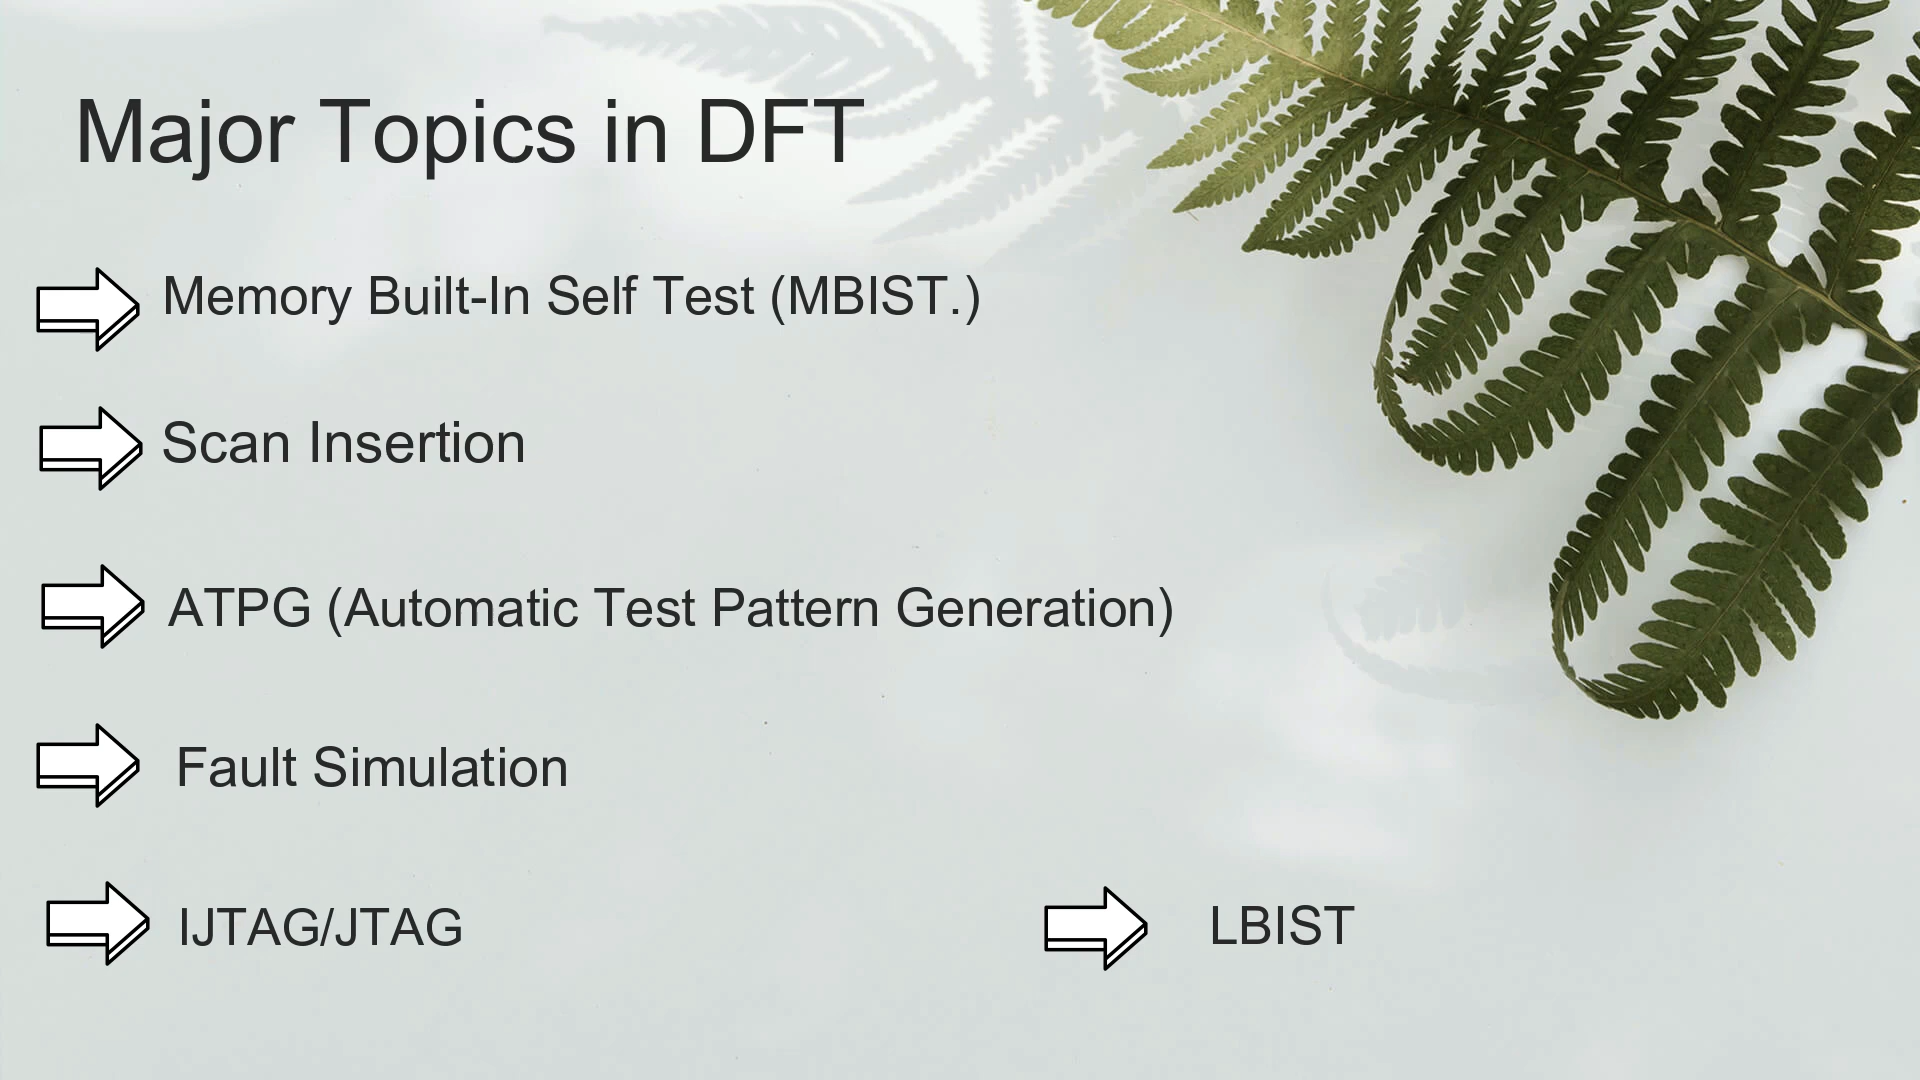 Major Topics in DFT
Memory Built-In Self Test (MBIST.)
Scan Insertion
ATPG (Automatic Test Pattern Generation)
Fault Simulation
IJTAG/JTAG
LBIST